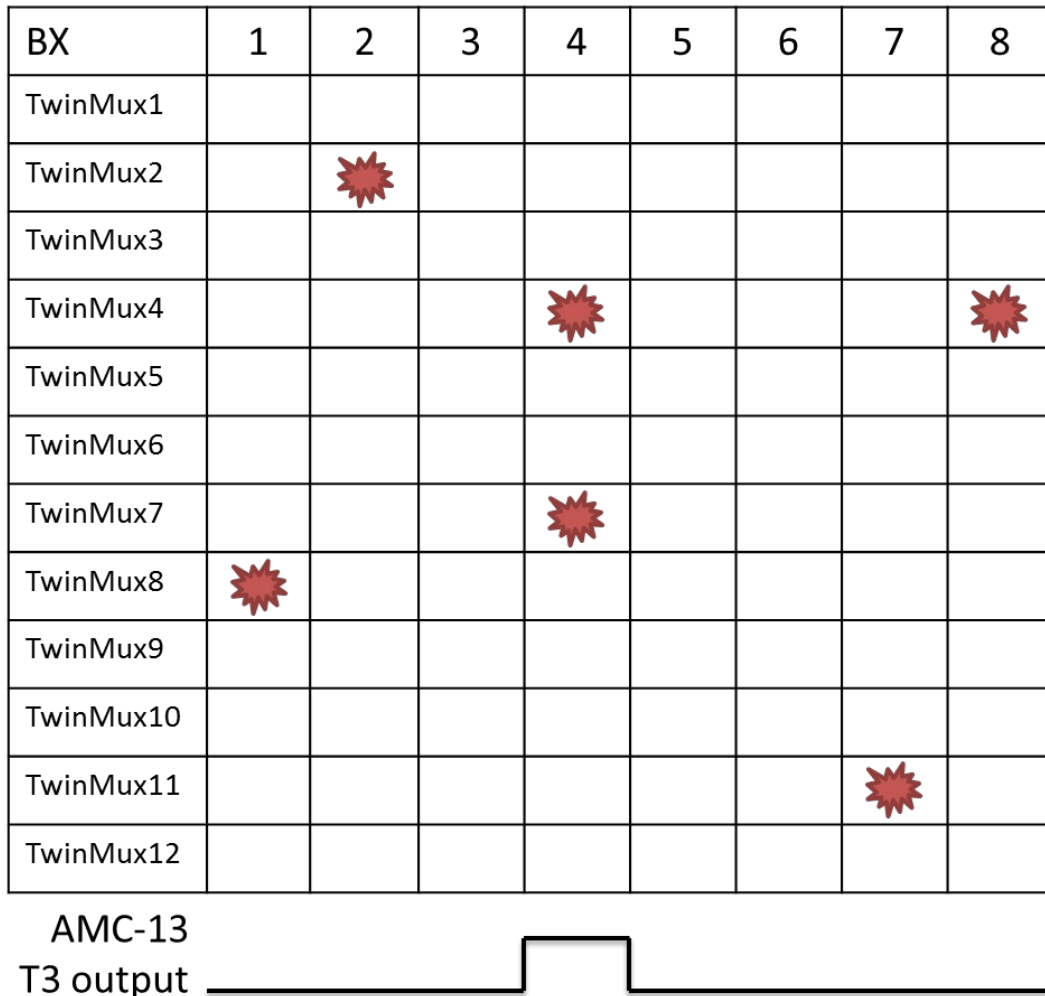 BX 1 2 3 4 5 6 7 8
TwinMux1
TwinMux2
TwinMux3
TwinMux4
TwinMux5
TwinMux6
TwinMux7
TwinMux8
TwinMux9
TwinMux10
TwinMux11
TwinMux12
AMC-13
T3 output